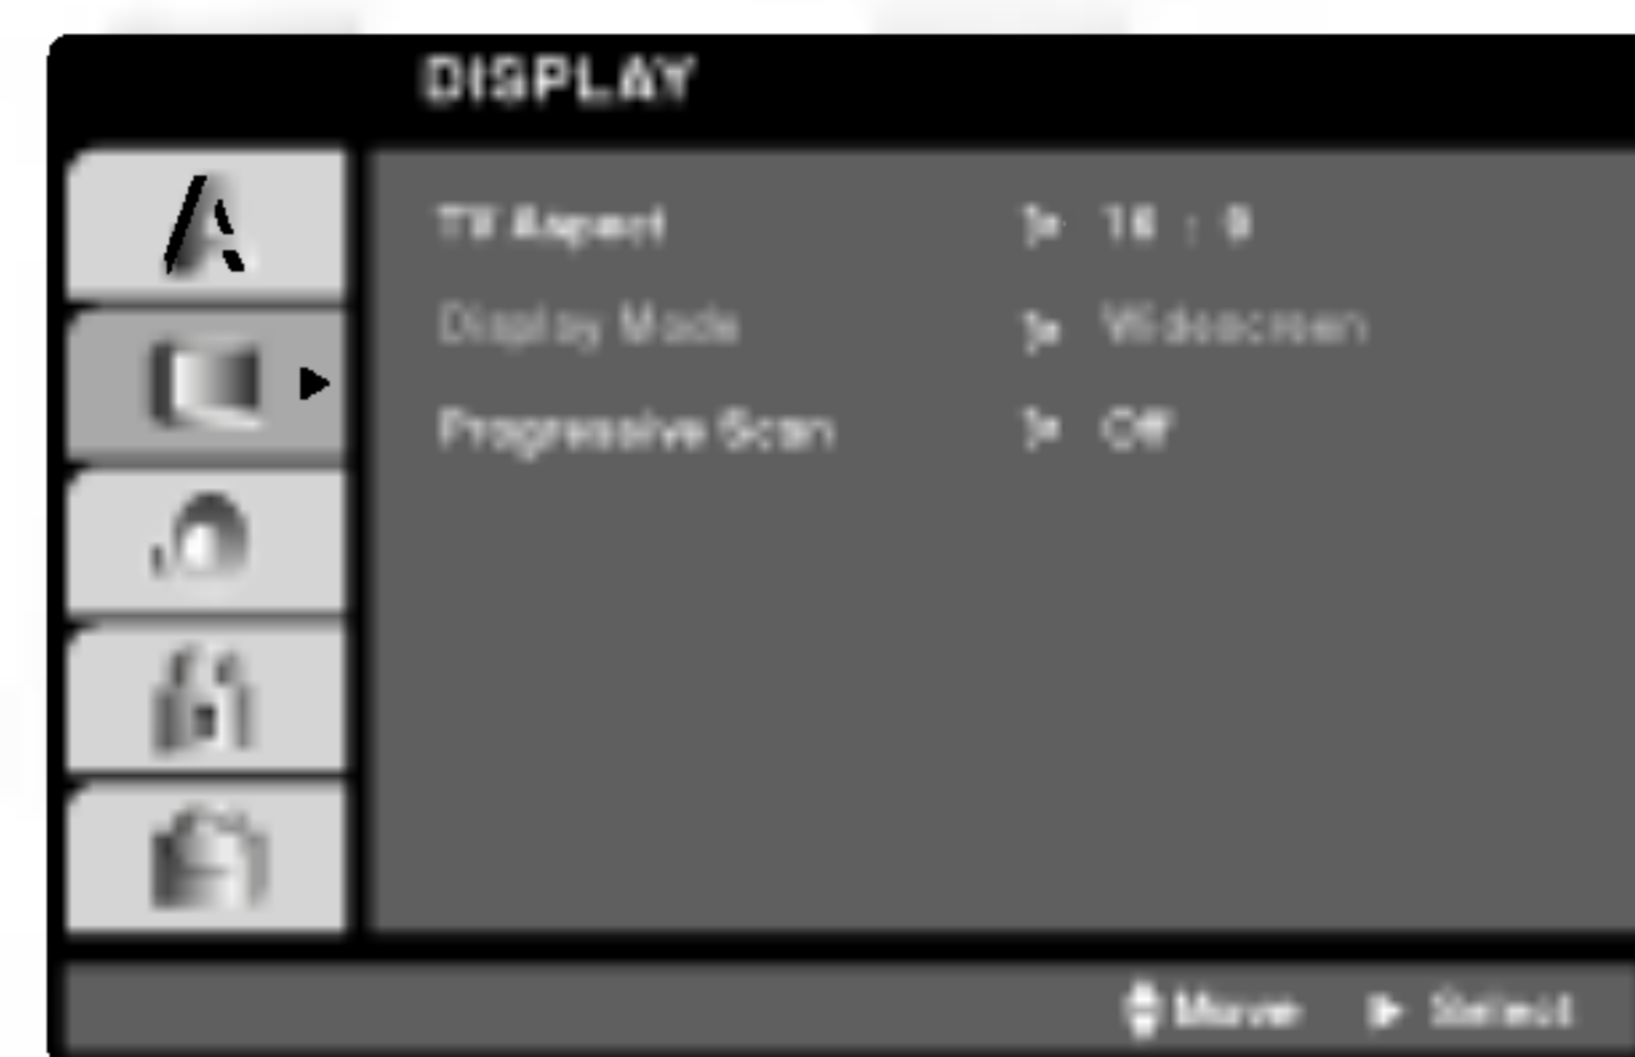 DISPLAY
TV Aspect 16 : 9
Display Mode Widescreen
Progressive Scan Off
Move Select